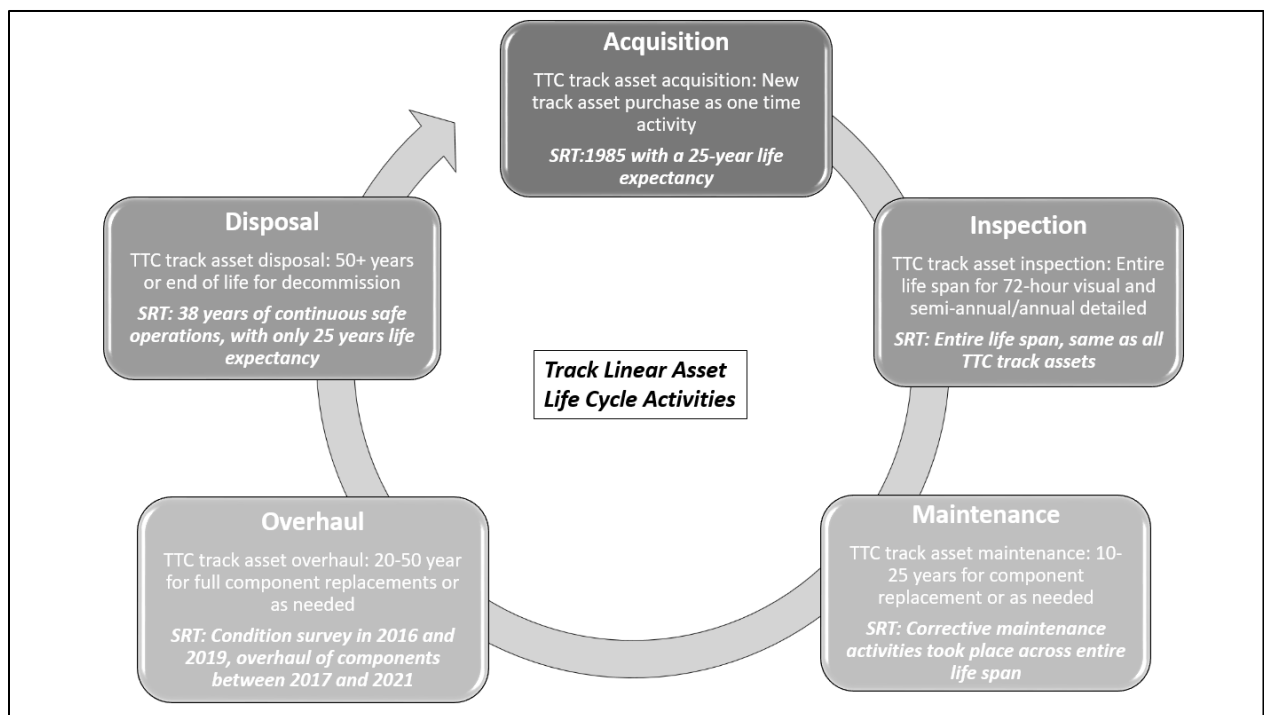 Acquisition
TTC track asset acquisition: New
track asset purchase as one time
activity
SRT:1985 with a 25-year life
expectancy
Inspection
TTC track asset inspection: Entire
life span for 72-hour visual and
semi-annual/annual detailed
SRT: Entire life span, same as all
TTC track assets
Maintenance
TTC track asset maintenance: 10-
25 years for component
replacement or as needed
SRT: Corrective maintenance
activities took place across entire
life span
Overhaul
TTC track asset overhaul: 20-50 year
for full component replacements or
as needed
SRT: Condition survey in 2016 and
2019, overhaul of components
between 2017 and 2021
Disposal
TTC track asset disposal: 50+ years
or end of life for decommission
SRT: 38 years of continuous safe
operations, with only 25 years life
expectancy
Track Linear Asset
Life Cycle Activities